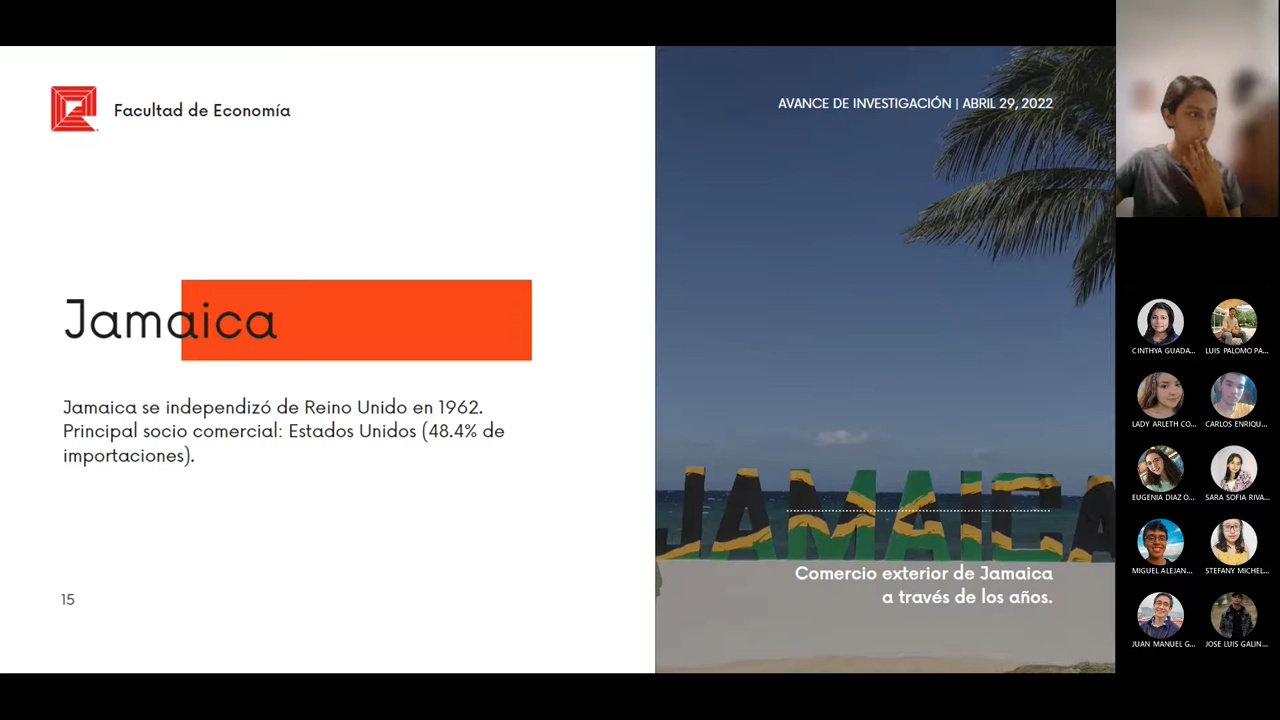 Facultad de Economía
Jamaica
Jamaica se independizó de Reino Unido en 1962.
Principal socio comercial: Estados Unidos (48.4% de
importaciones).
15
AVANCE DE INVESTIGACIÓN | ABRIL 29, 2022
JAMAICA
Comercio exterior de Jamaica
a través de los años.
CINTHYA GUADA...
LUIS PALOMO PA...
LADY ARLETH CO...
CARLOS ENRIQU...
EUGENIA DIAZ O...
SARA SOFIA RIVA...
MIGUEL ALEJAN...
STEFANY MICHEL...
JUAN MANUEL G...
JOSE LUIS GALIN...